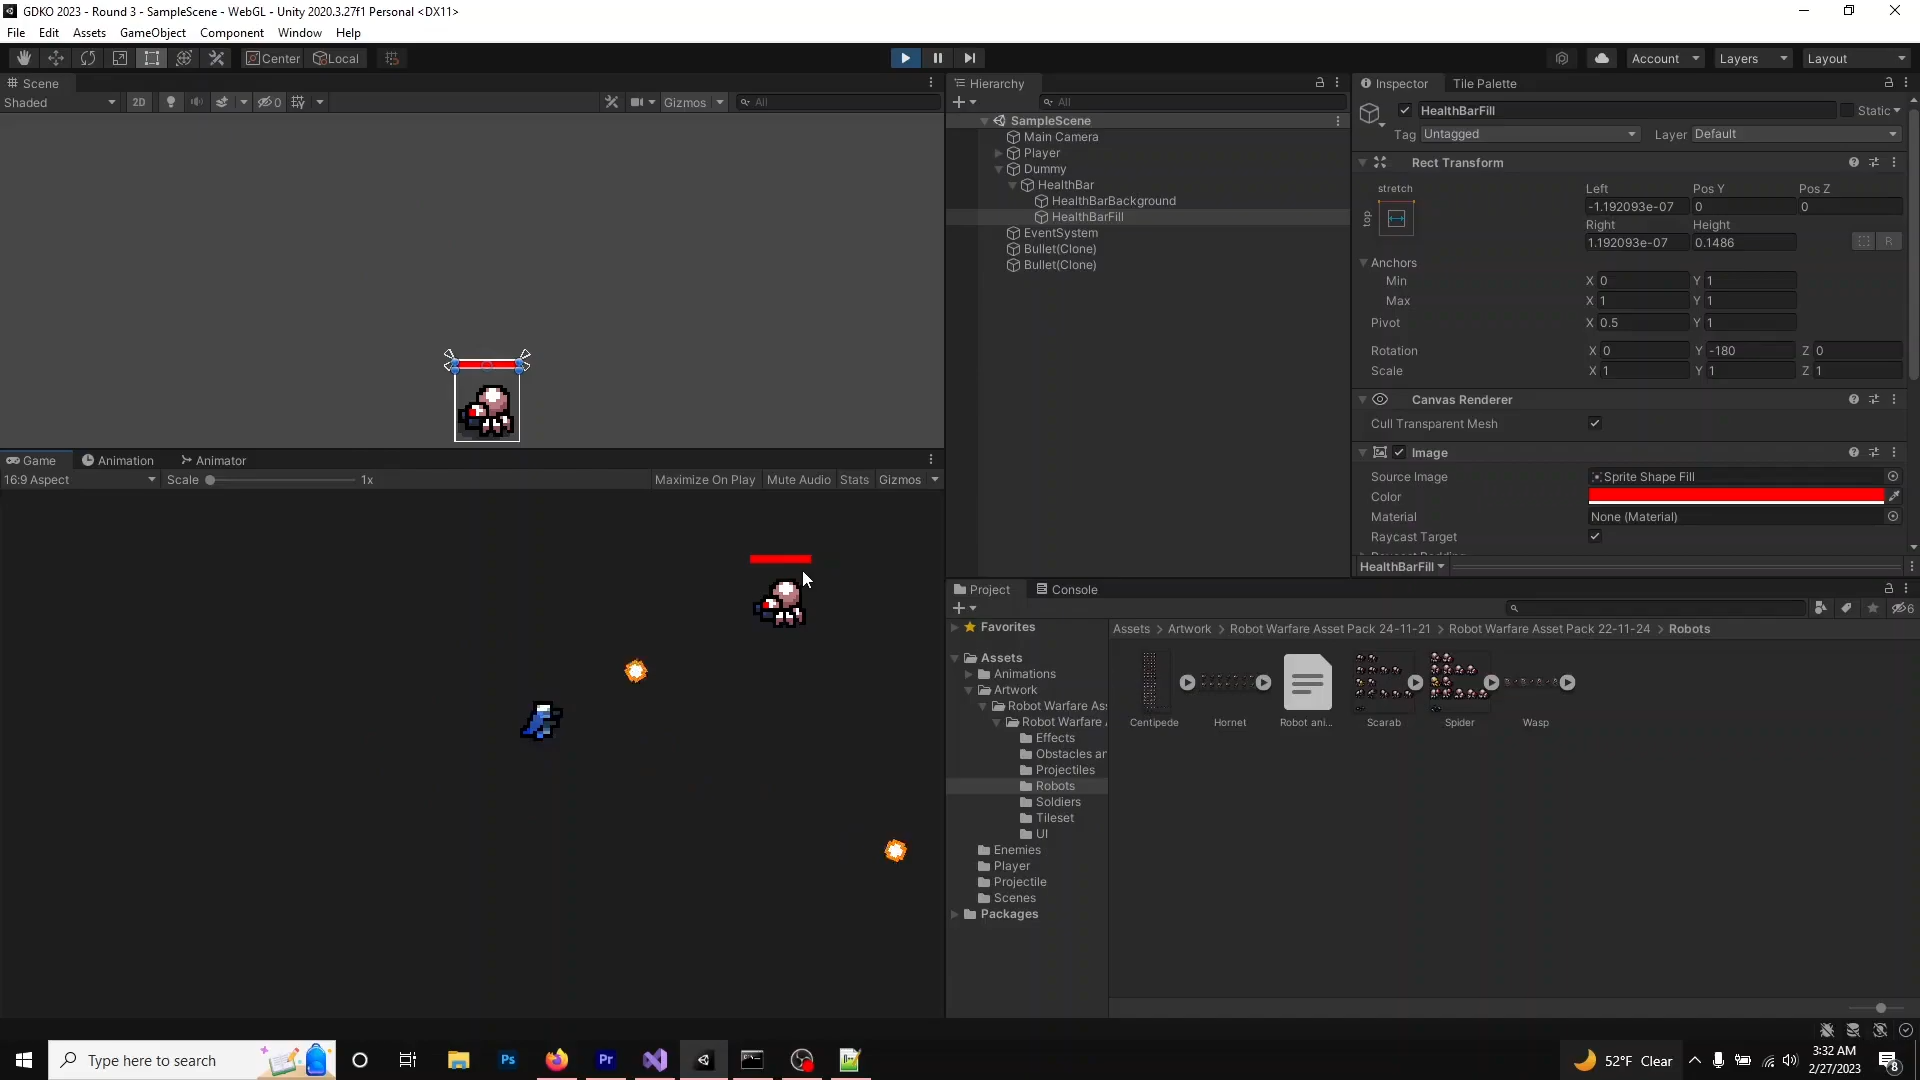 GDKO 2023 - Round 3 - SampleScene - WebGL - Unity 2020.3.27f1 Personal <DX11>
File Edit Assets GameObject Component Window Help
Center Local
Account Layers Layout
Scene
Shaded 2D 0 Gizmos All
Game Animation Animator
16:9 Aspect Scale 1x Maximize On Play Mute Audio Stats Gizmos
Hierarchy
All
SampleScene
Main Camera
Player
Dummy
HealthBar
HealthBarBackground
HealthBarFill
EventSystem
Bullet(Clone)
Bullet(Clone)
Inspector Tile Palette
HealthBarFill Static
Tag Untagged Layer Default
Rect Transform
stretch Left Pos Y Pos Z
top -1.192093e-07 0 0
Right Height
1.192093e-07 0.1486 R
Anchors
Min X 0 Y 1
Max X 1 Y 1
Pivot X 0.5 Y 1
Rotation X 0 Y -180 Z 0
Scale X 1 Y 1 Z 1
Canvas Renderer
Cull Transparent Mesh
Image
Source Image Sprite Shape Fill
Color
Material None (Material)
Raycast Target
HealthBarFill
Project Console
6
Favorites
Assets
Animations
Artwork
Robot Warfare As
Robot Warfare
Effects
Obstacles ar
Projectiles
Robots
Soldiers
Tileset
UI
Enemies
Player
Projectile
Scenes
Packages
Assets > Artwork > Robot Warfare Asset Pack 24-11-21 > Robot Warfare Asset Pack 22-11-24 > Robots
Centipede Hornet Robot ani... Scarab Spider Wasp
Type here to search
Ps Pr
52°F Clear
3:32 AM
2/27/2023
8